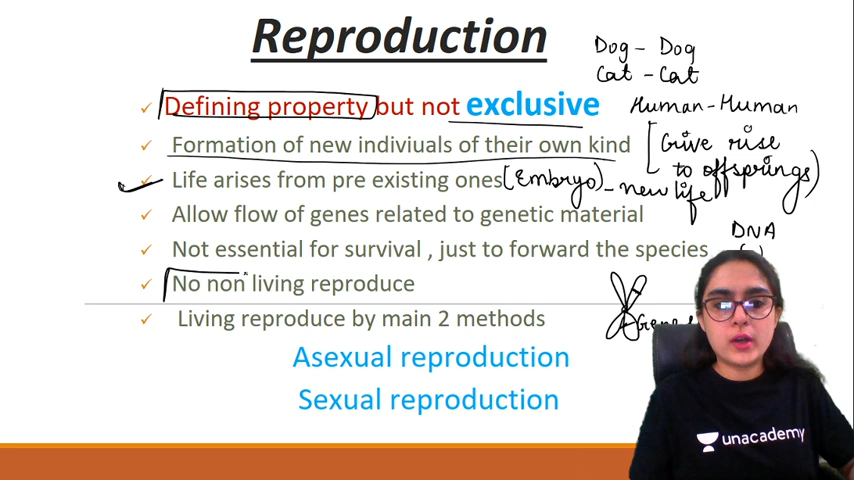 Reproduction
Dog - Dog
Cat - Cat
Defining property but not exclusive
Human - Human
Formation of new indiviuals of their own kind
Give rise
to offsprings)
Life arises from pre existing ones (Embryo) - new life
Allow flow of genes related to genetic material
DNA
Not essential for survival , just to forward the species
No non living reproduce
Living reproduce by main 2 methods
Genes
Asexual reproduction
Sexual reproduction
unacademy